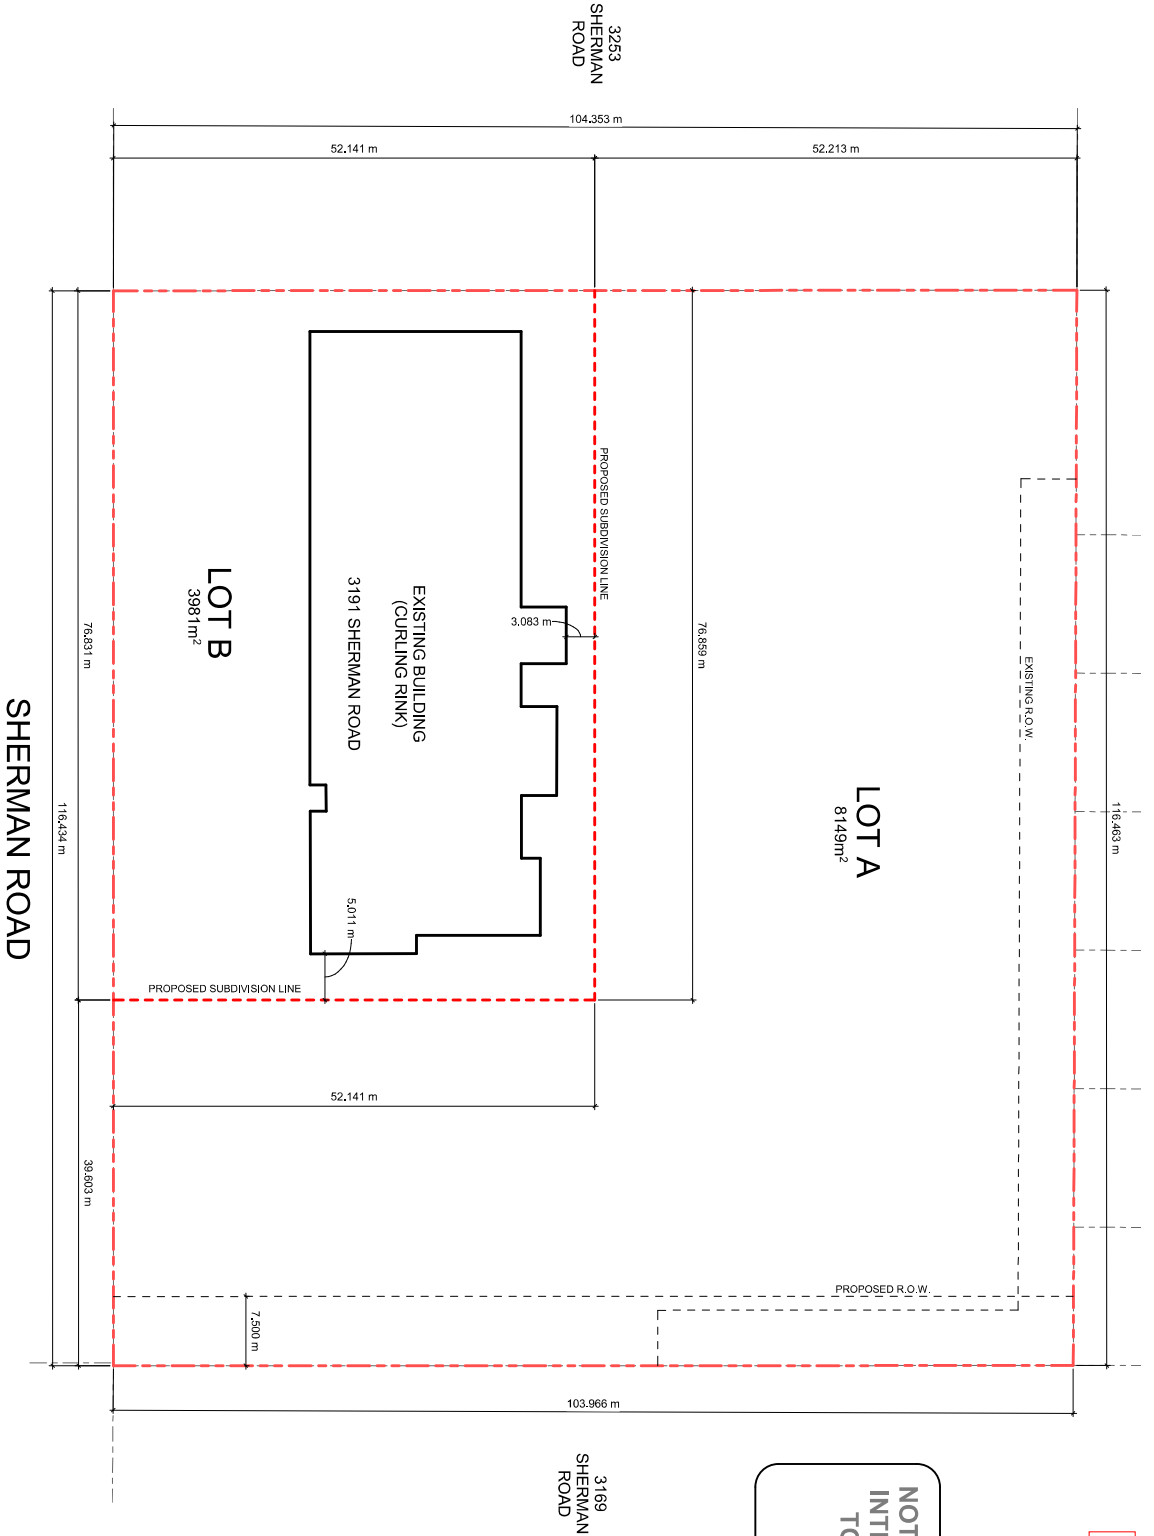 3253
SHERMAN
ROAD
104.353 m
52.141 m
52.213 m
PROPOSED SUBDIVISION LINE
76.859 m
3.083 m
EXISTING BUILDING
(CURLING RINK)
3191 SHERMAN ROAD
LOT B
3981m²
76.831 m
116.434 m
SHERMAN ROAD
EXISTING R.O.W.
LOT A
8149m²
116.463 m
5.011 m
PROPOSED SUBDIVISION LINE
52.141 m
39.603 m
PROPOSED R.O.W.
7.500 m
103.966 m
3169
SHERMAN
ROAD
NOT